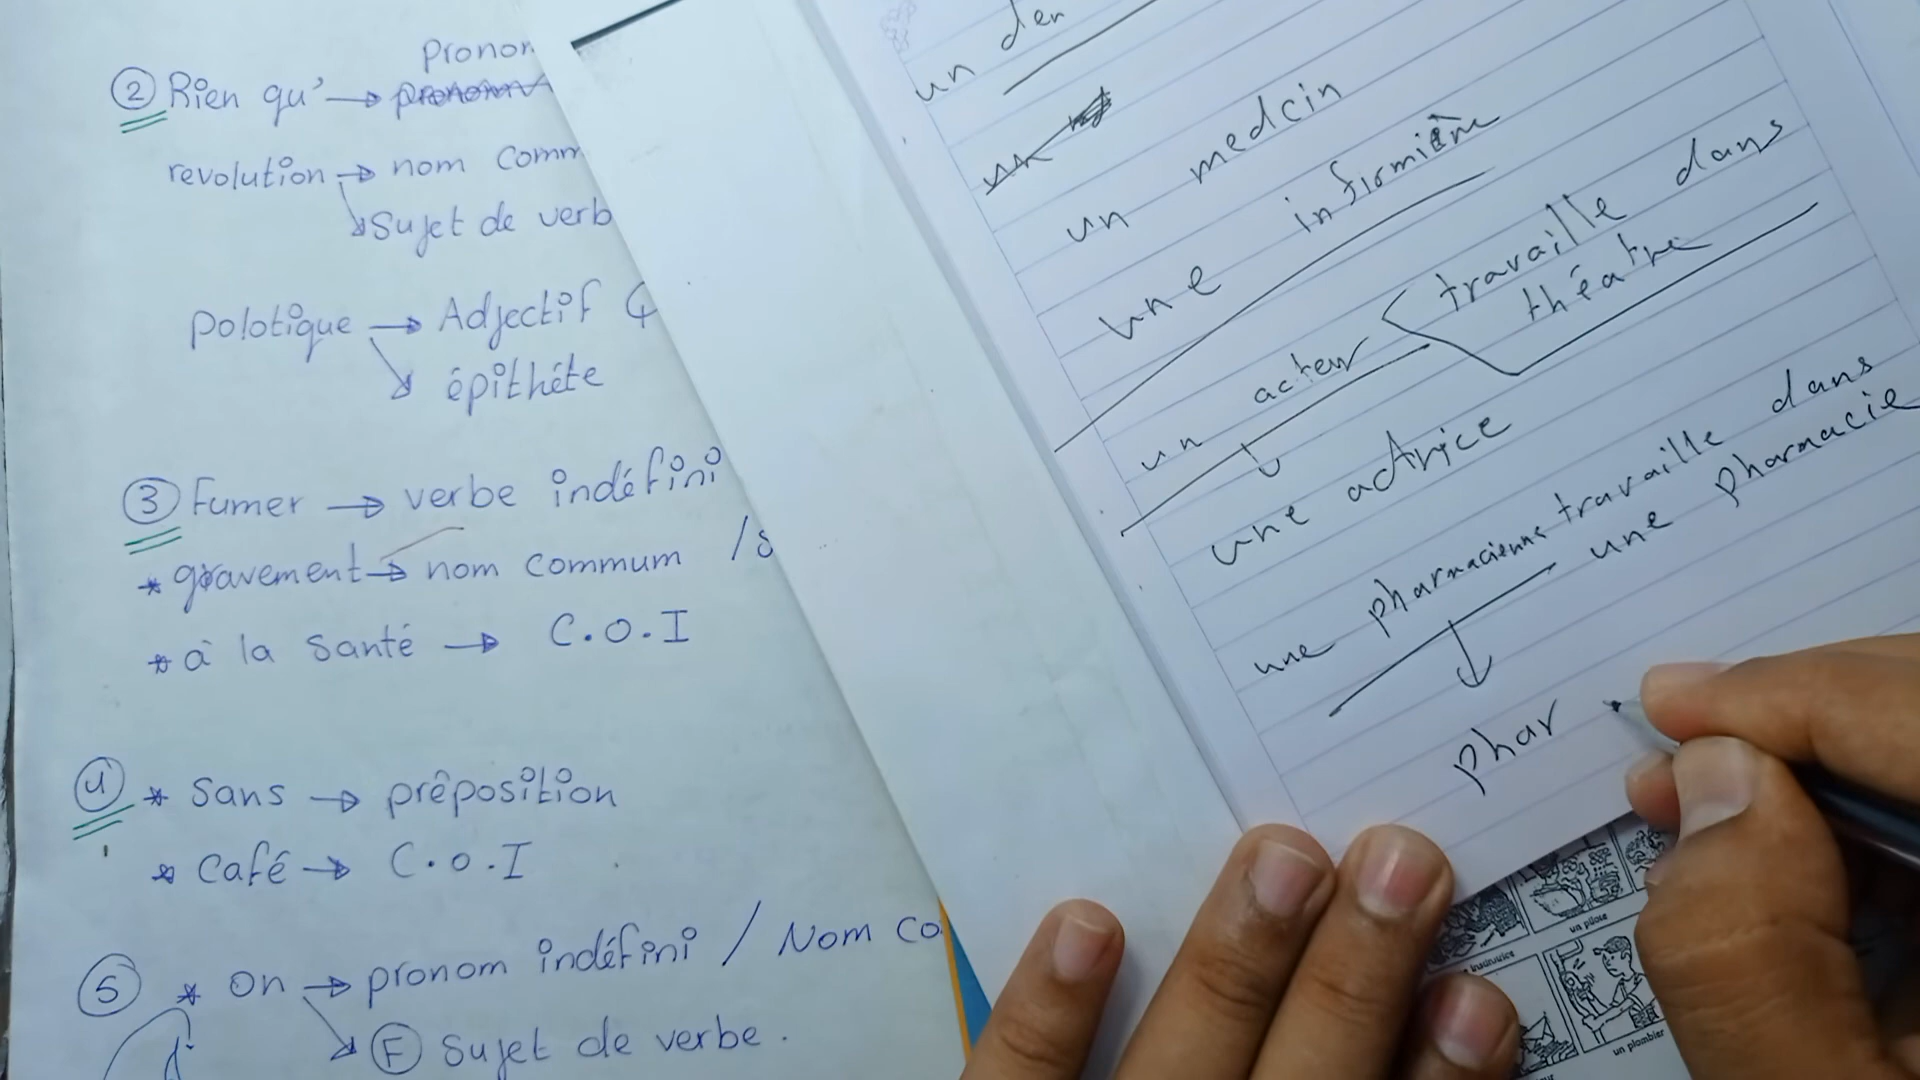 pronom
② Rien qu' → pronom
revolution → nom comm
Sujet de verb
Polotique → Adjectif
épithéte
③ Fumer → verbe indéfini
* gravement → nom commum /s
* à la Santé → C.O.I
④ * Sans → préposition
* Café → C.O.I
⑤ * On → pronom indéfini / Nom co
Ⓕ Sujet de verbe.
un den
un
un medcin
une infirmière
un acteur < travaille dans
théatre
une actrice
une pharmacienne travaille dans
une pharmacie
phar
un pilote
un plombier